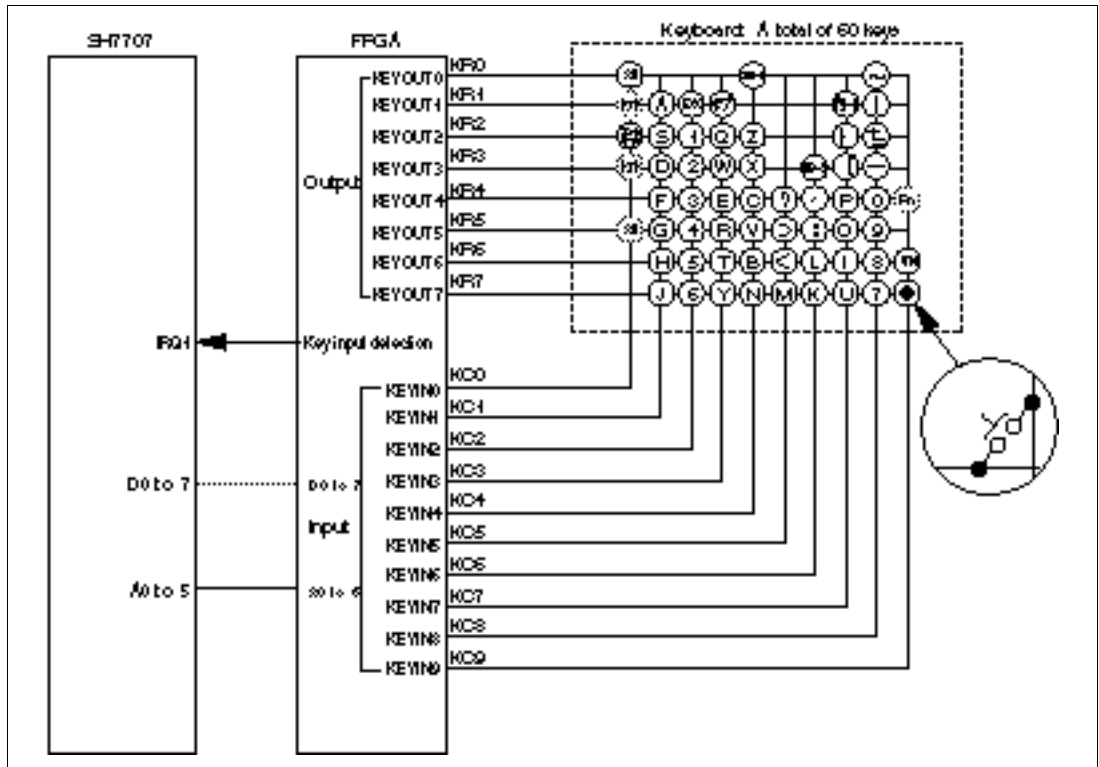 SH7707
FPGA
Keyboard: A total of 60 keys
KEYOUT0
KR0
KEYOUT1
KR1
A
KEYOUT2
KR2
S 1 Q Z
KEYOUT3
KR3
D 2 W X
Output
KEYOUT4
KR4
F 3 E C P 0 Fn
KEYOUT5
KR5
G 4 R V O 9
KEYOUT6
KR6
H 5 T B < L I 8
KEYOUT7
KR7
J 6 Y N M K U 7
IRQ1
Key input detection
KEYIN0
KC0
KEYIN1
KC1
KEYIN2
KC2
D0 to 7
D0 to 7
KEYIN3
KC3
KEYIN4
KC4
Input
KEYIN5
KC5
KEYIN6
KC6
A0 to 5
KEYIN7
KC7
KEYIN8
KC8
KEYIN9
KC9